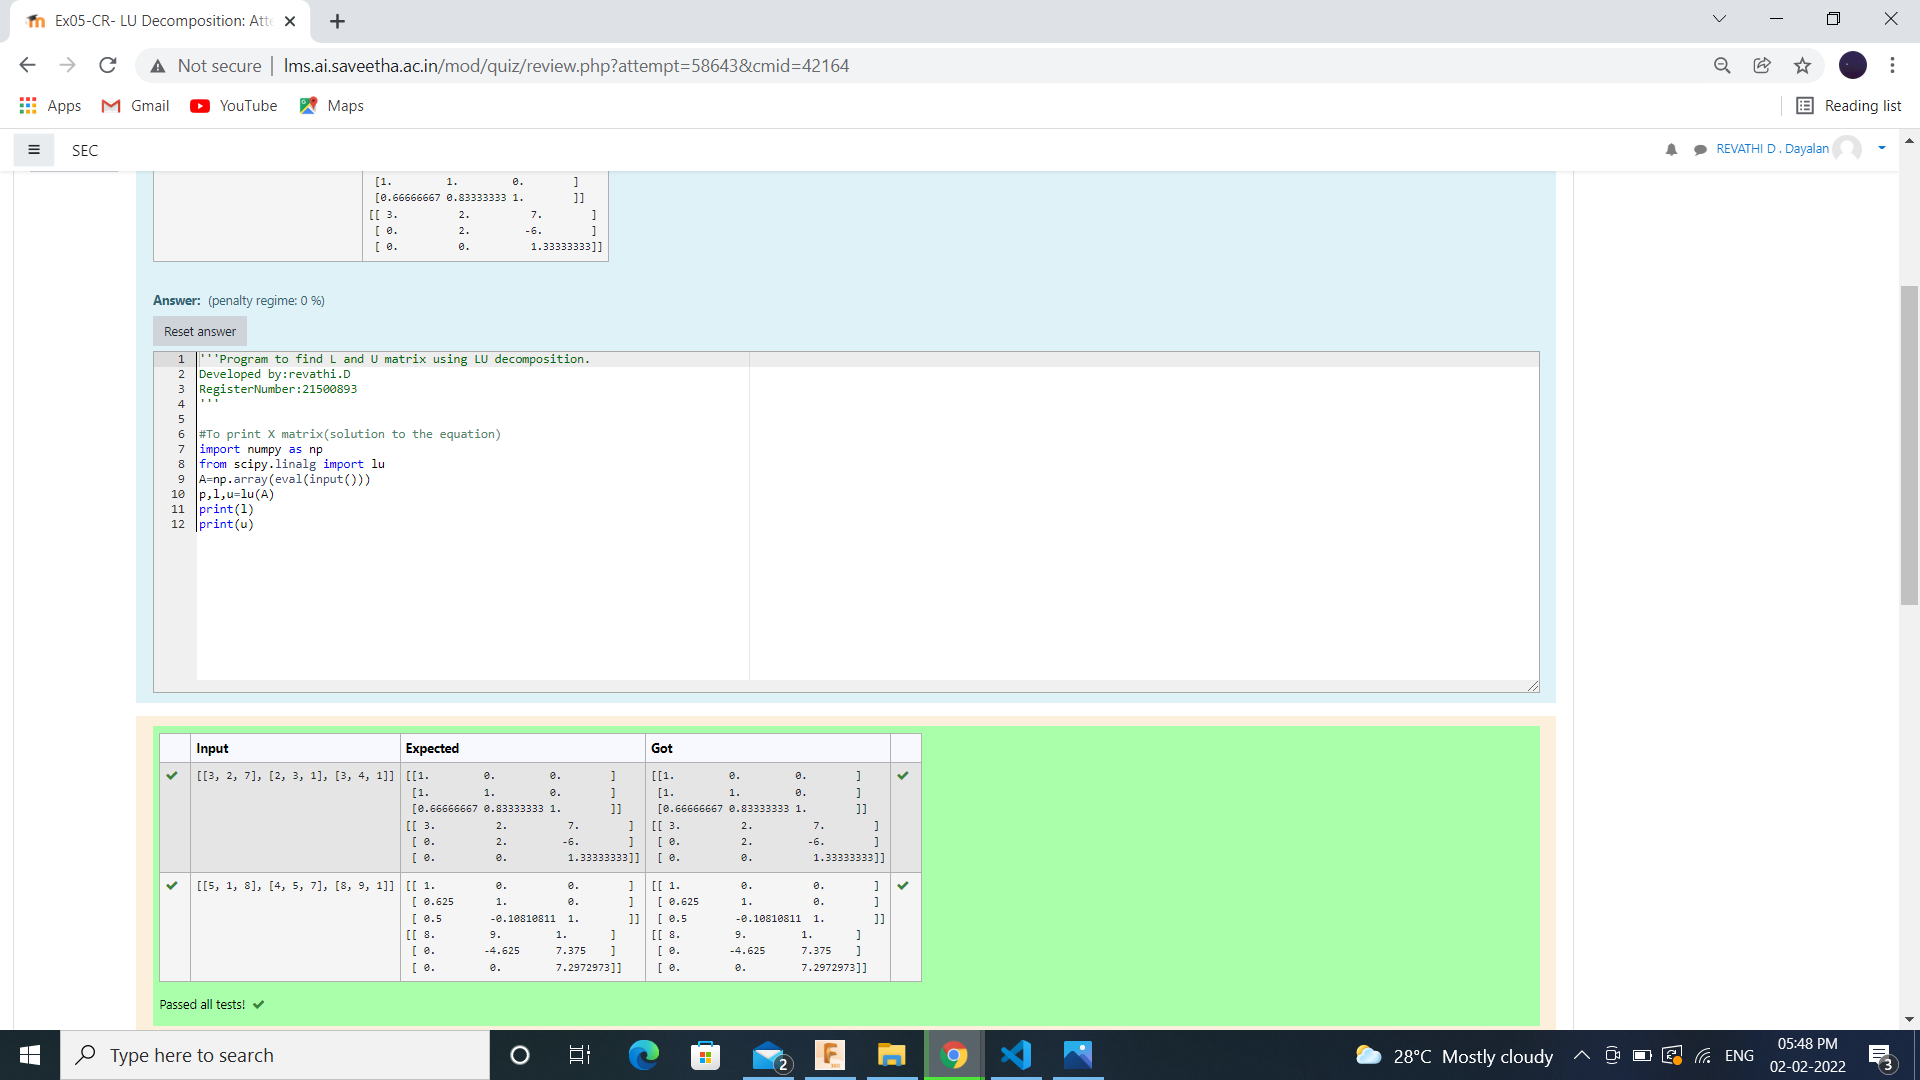 Ex05-CR- LU Decomposition: Atte
Not secure | lms.ai.saveetha.ac.in/mod/quiz/review.php?attempt=58643&cmid=42164
Apps Gmail YouTube Maps Reading list
SEC REVATHI D . Dayalan
[1. 1. 0. ]
[0.66666667 0.83333333 1. ]]
[[ 3. 2. 7. ]
[ 0. 2. -6. ]
[ 0. 0. 1.33333333]]
Answer: (penalty regime: 0 %)
Reset answer
1 '''Program to find L and U matrix using LU decomposition.
2 Developed by:revathi.D
3 RegisterNumber:21500893
4 '''
5
6 #To print X matrix(solution to the equation)
7 import numpy as np
8 from scipy.linalg import lu
9 A=np.array(eval(input()))
10 p,l,u=lu(A)
11 print(l)
12 print(u)
Input Expected Got
[[3, 2, 7], [2, 3, 1], [3, 4, 1]] [[1. 0. 0. ] [[1. 0. 0. ]
[1. 1. 0. ] [1. 1. 0. ]
[0.66666667 0.83333333 1. ]] [0.66666667 0.83333333 1. ]]
[[ 3. 2. 7. ] [[ 3. 2. 7. ]
[ 0. 2. -6. ] [ 0. 2. -6. ]
[ 0. 0. 1.33333333]] [ 0. 0. 1.33333333]]
[[5, 1, 8], [4, 5, 7], [8, 9, 1]] [[ 1. 0. 0. ] [[ 1. 0. 0. ]
[ 0.625 1. 0. ] [ 0.625 1. 0. ]
[ 0.5 -0.10810811 1. ]] [ 0.5 -0.10810811 1. ]]
[[ 8. 9. 1. ] [[ 8. 9. 1. ]
[ 0. -4.625 7.375 ] [ 0. -4.625 7.375 ]
[ 0. 0. 7.2972973]] [ 0. 0. 7.2972973]]
Passed all tests!
Type here to search 2 28°C Mostly cloudy ENG 05:48 PM
02-02-2022 3